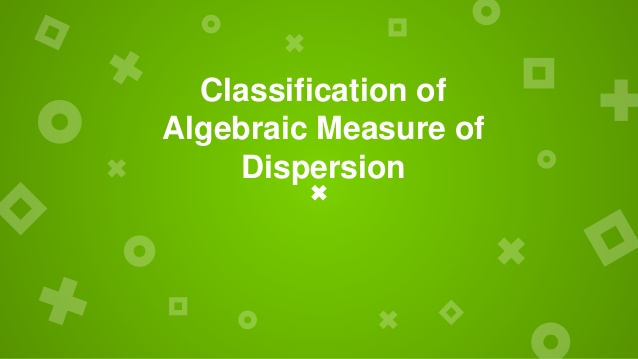 Classification of
Algebraic Measure of
Dispersion